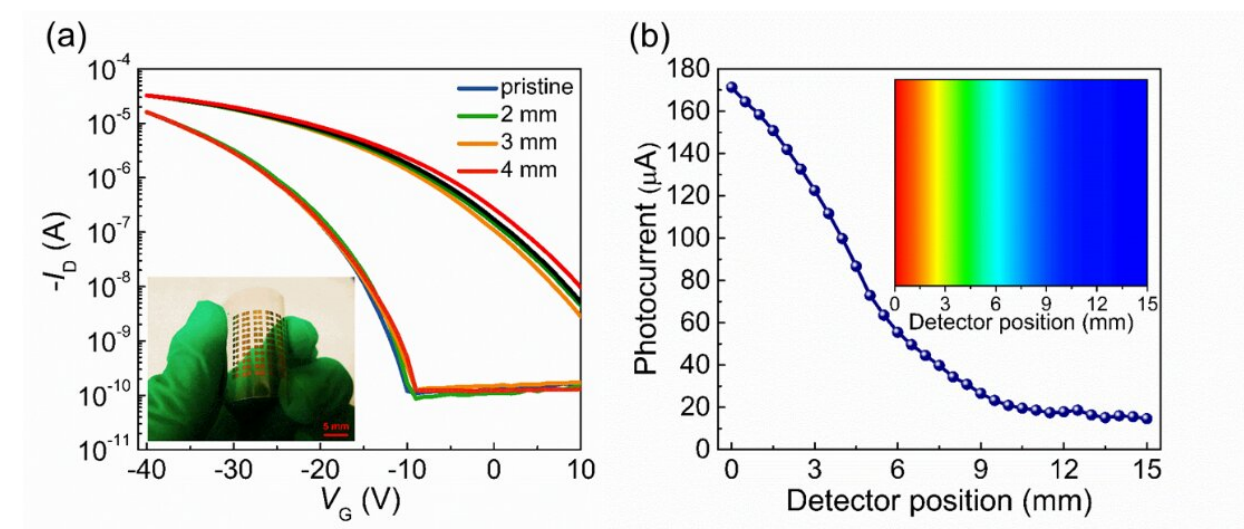 (a)
10⁻⁴
10⁻⁵
10⁻⁶
10⁻⁷
10⁻⁸
10⁻⁹
10⁻¹⁰
10⁻¹¹
-I_D (A)
pristine
2 mm
3 mm
4 mm
5 mm
-40 -30 -20 -10 0 10
V_G (V)
(b)
180
160
140
120
100
80
60
40
20
0
Photocurrent (μA)
0 3 6 9 12 15
Detector position (mm)
0 3 6 9 12 15
Detector position (mm)